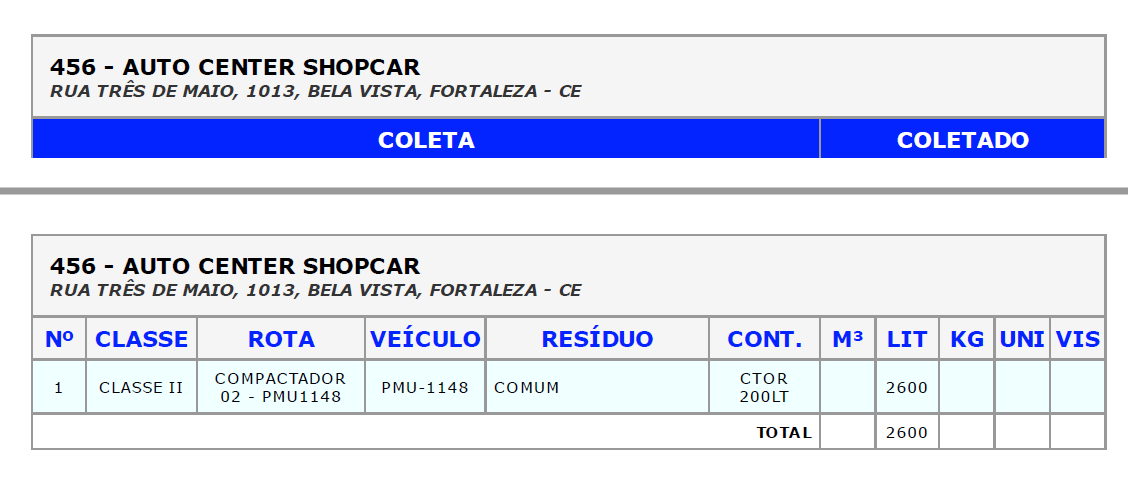 456 - AUTO CENTER SHOPCAR
RUA TRÊS DE MAIO, 1013, BELA VISTA, FORTALEZA - CE
COLETA COLETADO
456 - AUTO CENTER SHOPCAR
RUA TRÊS DE MAIO, 1013, BELA VISTA, FORTALEZA - CE
Nº CLASSE ROTA VEÍCULO RESÍDUO CONT. M³ LIT KG UNI VIS
1 CLASSE II COMPACTADOR 02 - PMU1148 PMU-1148 COMUM CTOR 200LT 2600
TOTAL 2600